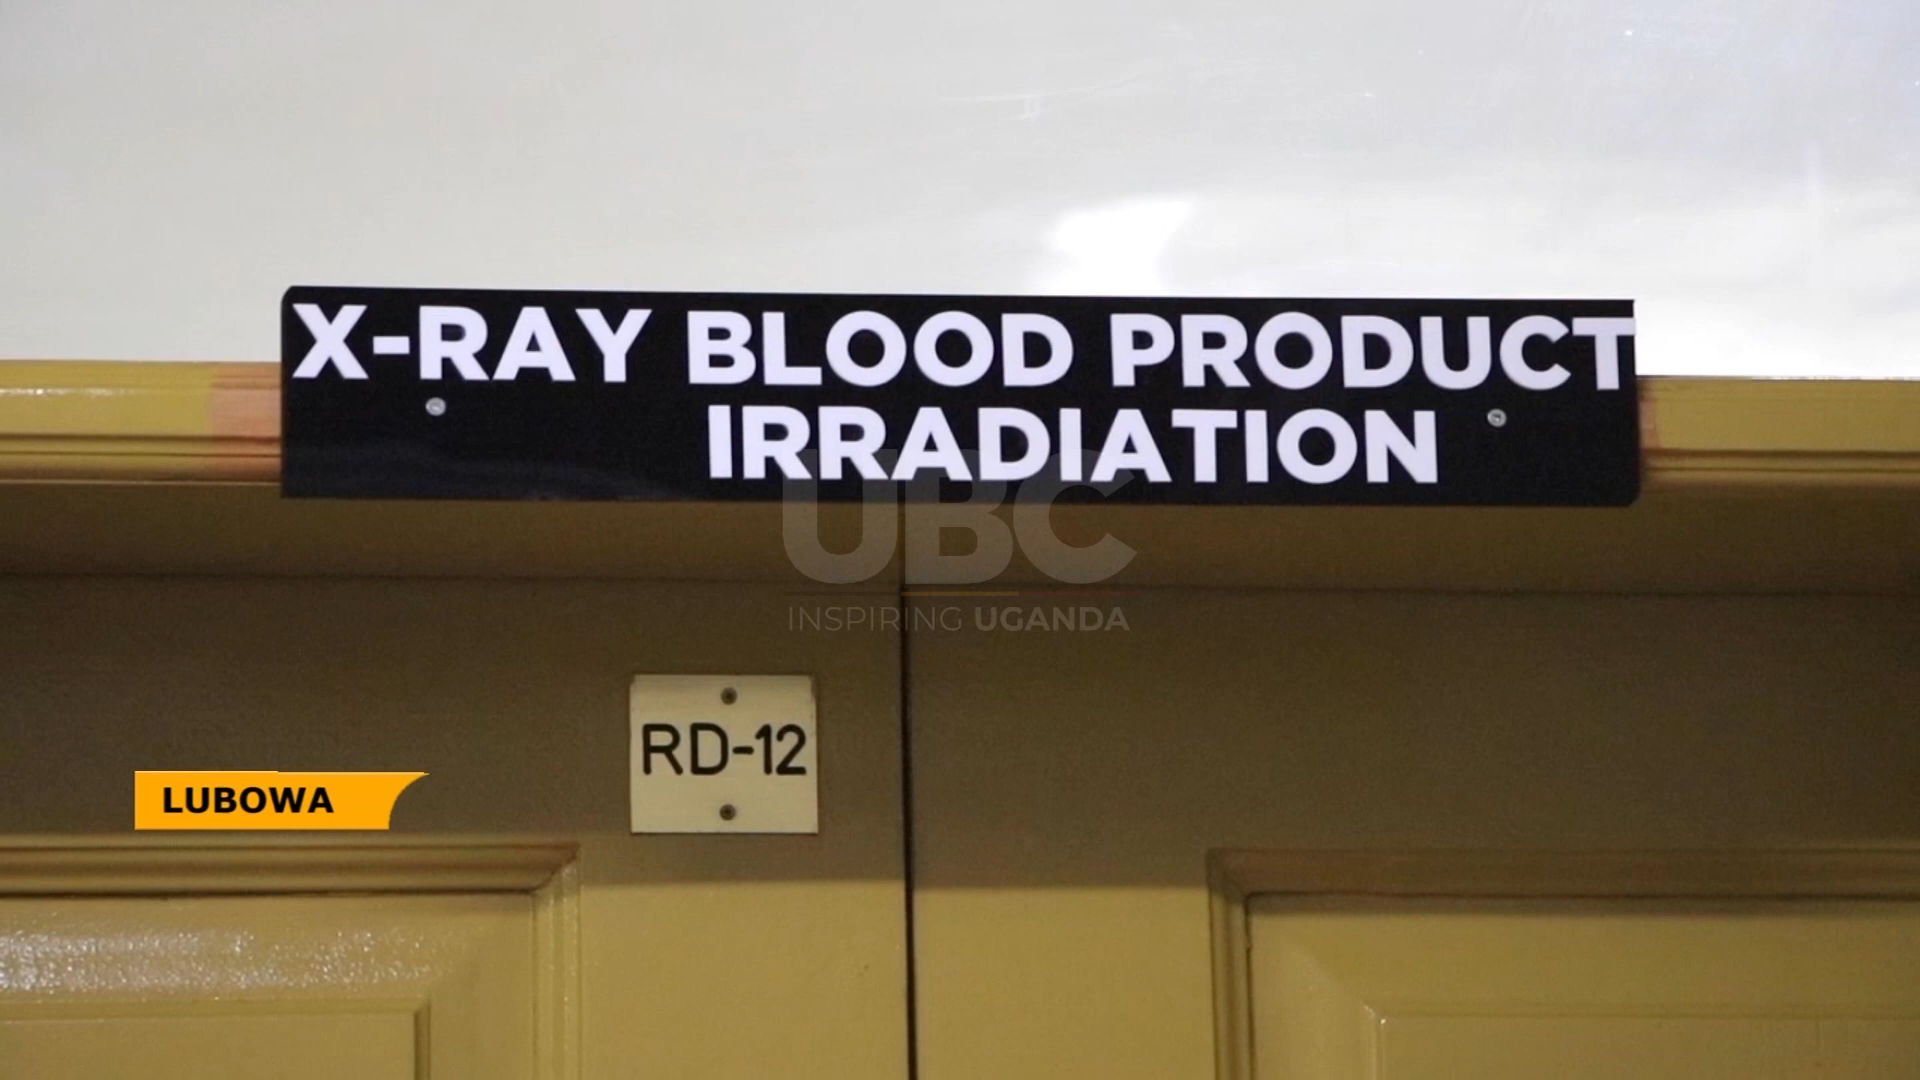 X-RAY BLOOD PRODUCT
IRRADIATION
UBC
INSPIRING UGANDA
RD-12
LUBOWA